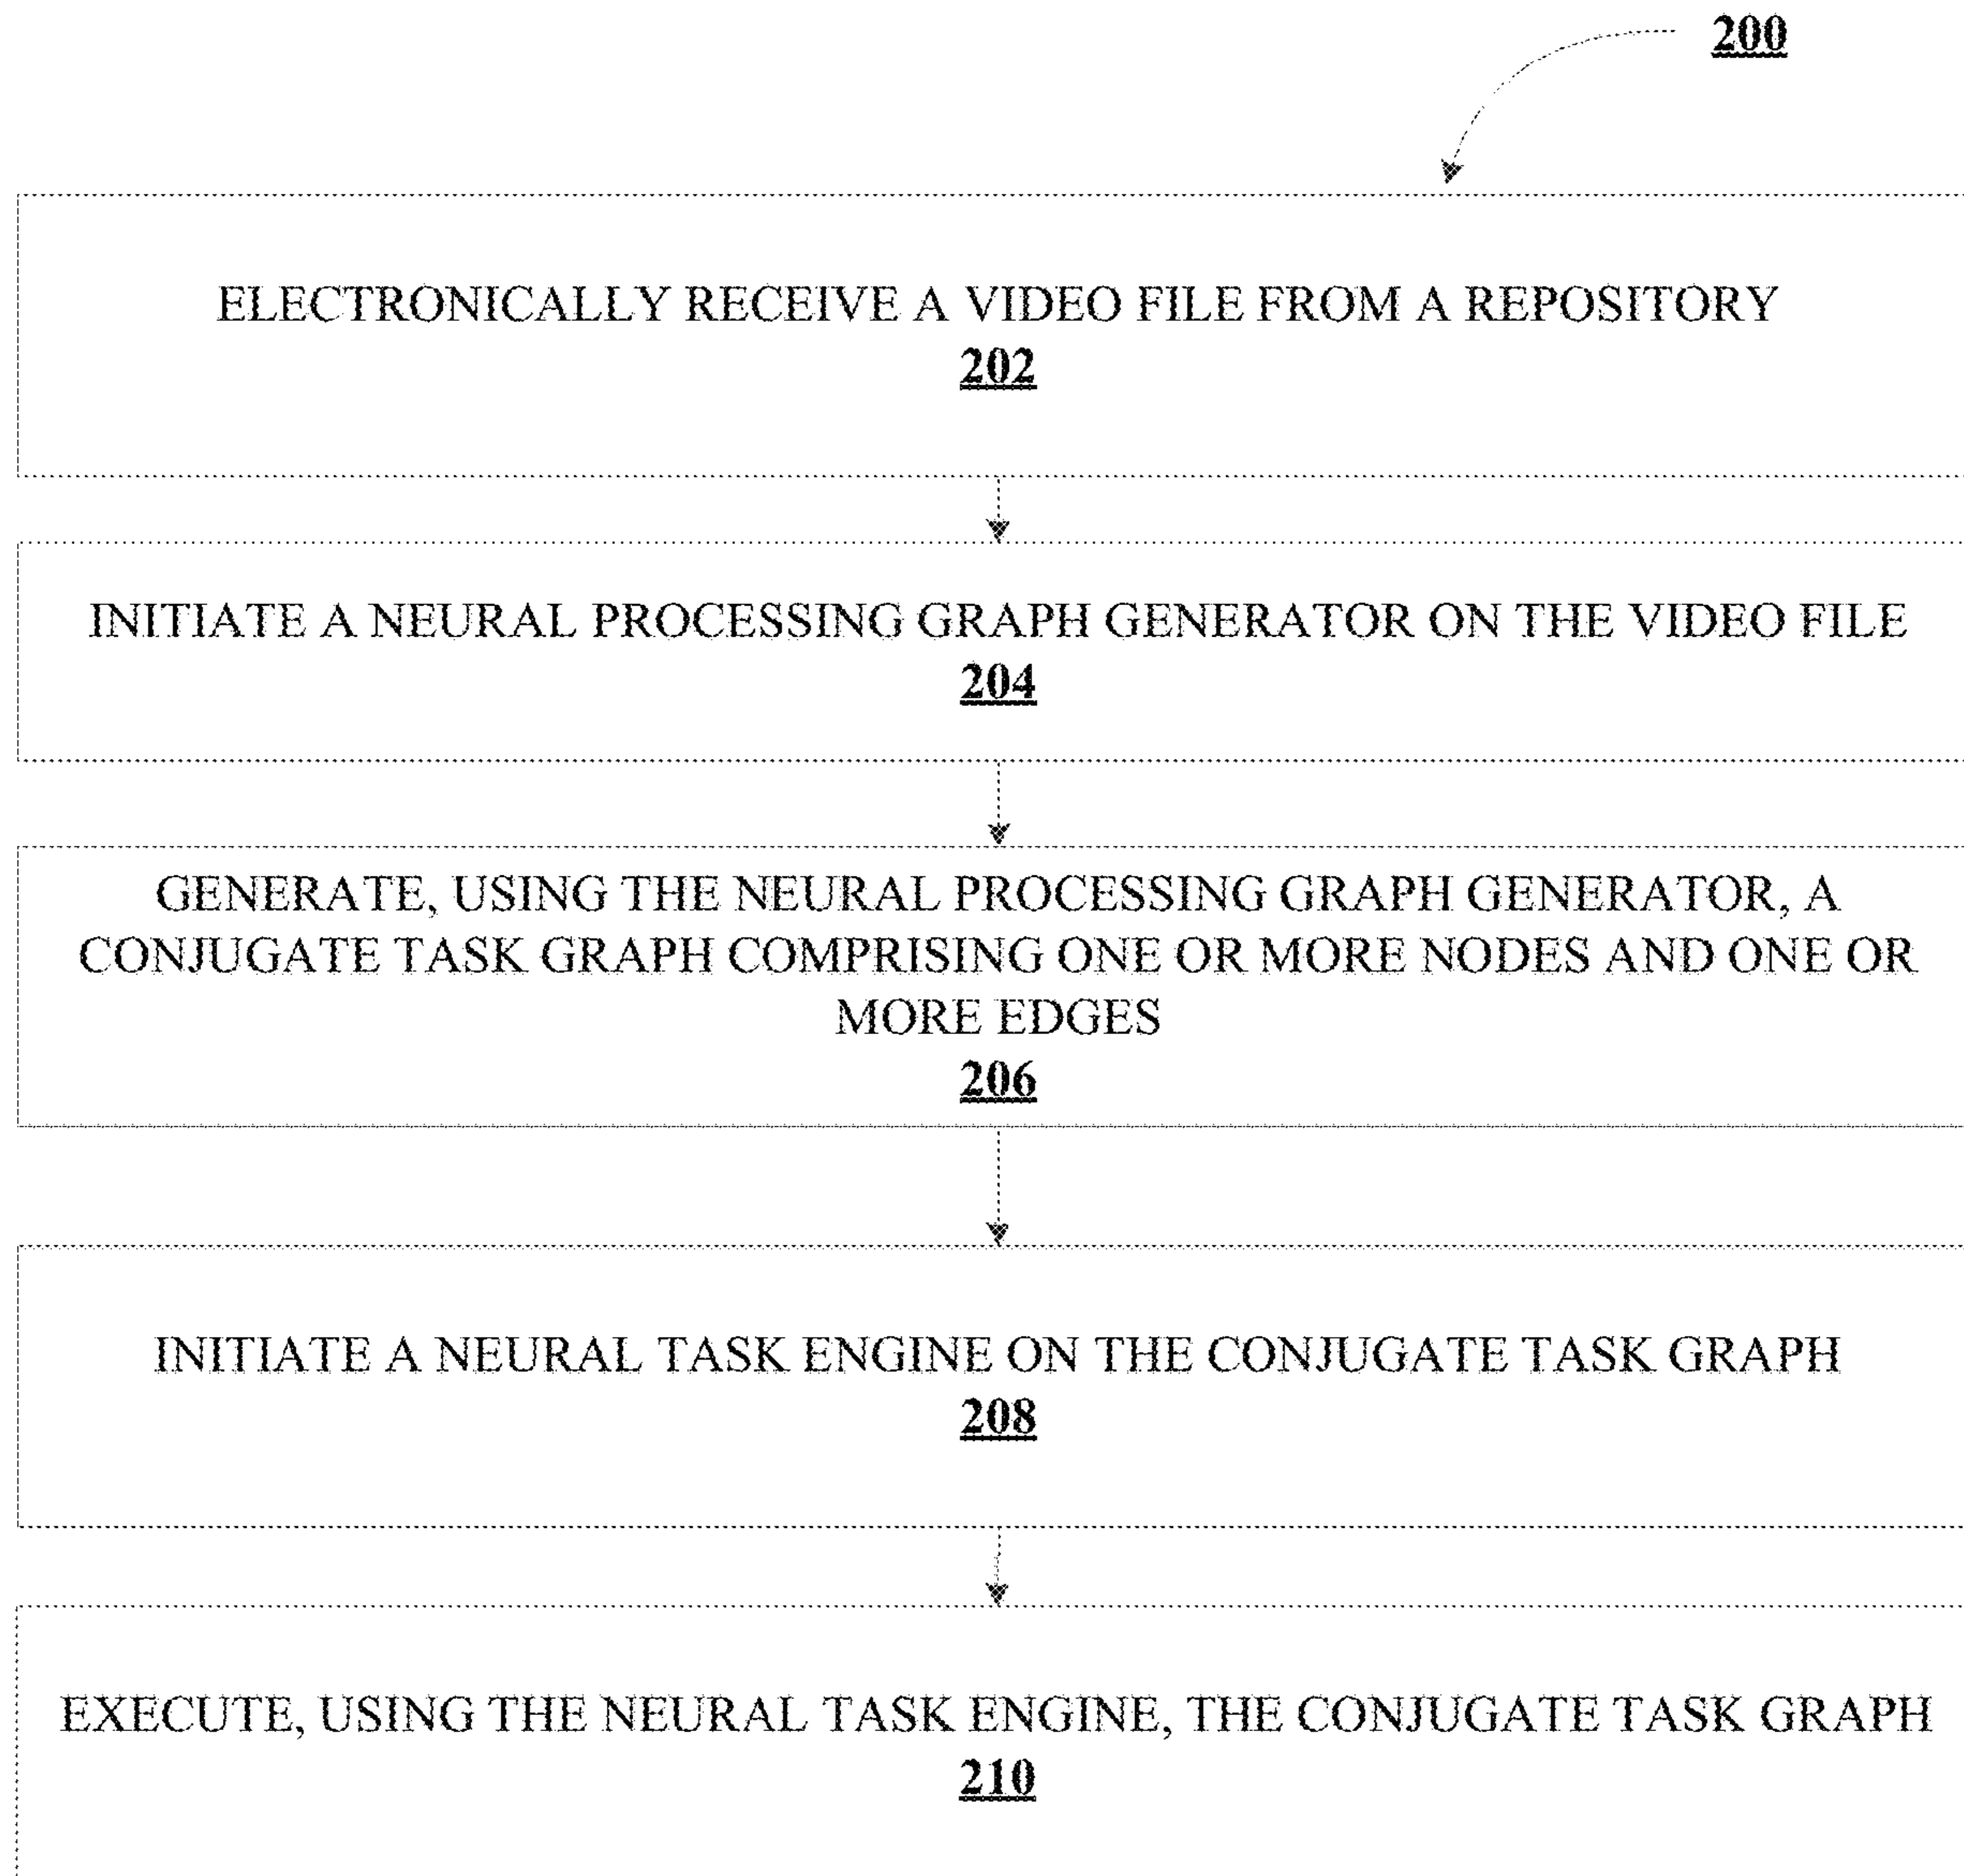 200
ELECTRONICALLY RECEIVE A VIDEO FILE FROM A REPOSITORY
202
INITIATE A NEURAL PROCESSING GRAPH GENERATOR ON THE VIDEO FILE
204
GENERATE, USING THE NEURAL PROCESSING GRAPH GENERATOR, A
CONJUGATE TASK GRAPH COMPRISING ONE OR MORE NODES AND ONE OR
MORE EDGES
206
INITIATE A NEURAL TASK ENGINE ON THE CONJUGATE TASK GRAPH
208
EXECUTE, USING THE NEURAL TASK ENGINE, THE CONJUGATE TASK GRAPH
210